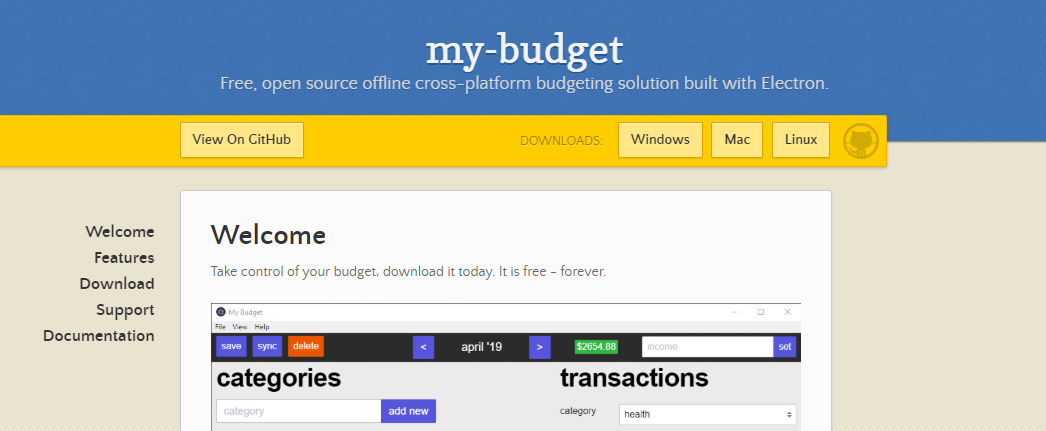 my-budget
Free, open source offline cross-platform budgeting solution built with Electron.
View On GitHub DOWNLOADS: Windows Mac Linux
Welcome
Features
Download
Support
Documentation
Welcome
Take control of your budget, download it today. It is free - forever.
My Budget
File View Help
save sync delete < april '19 > $2654.88 income set
categories transactions
category add new category health